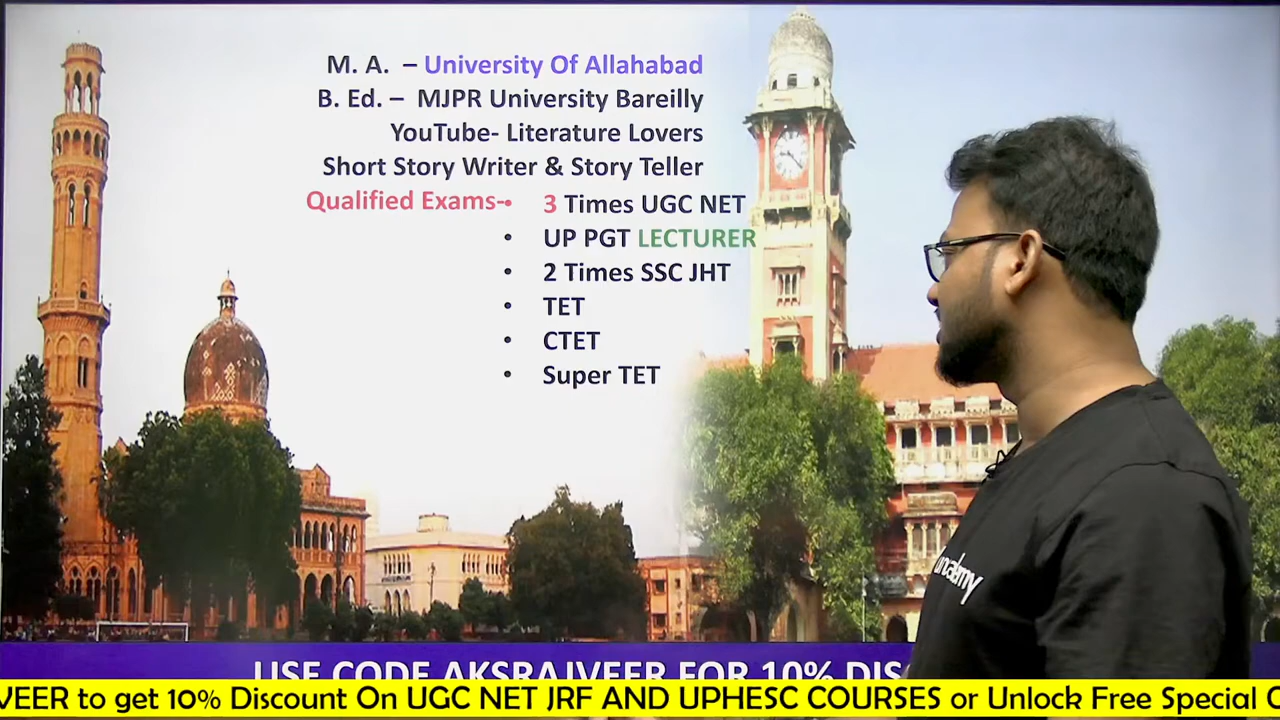 M. A. – University Of Allahabad
B. Ed. – MJPR University Bareilly
YouTube- Literature Lovers
Short Story Writer & Story Teller
Qualified Exams-
• 3 Times UGC NET
• UP PGT LECTURER
• 2 Times SSC JHT
• TET
• CTET
• Super TET
unacademy
USE CODE AKSRAJVEER FOR 10%
to get 10% Discount On UGC NET JRF AND UPHESC COURSES or Unlock Free Special